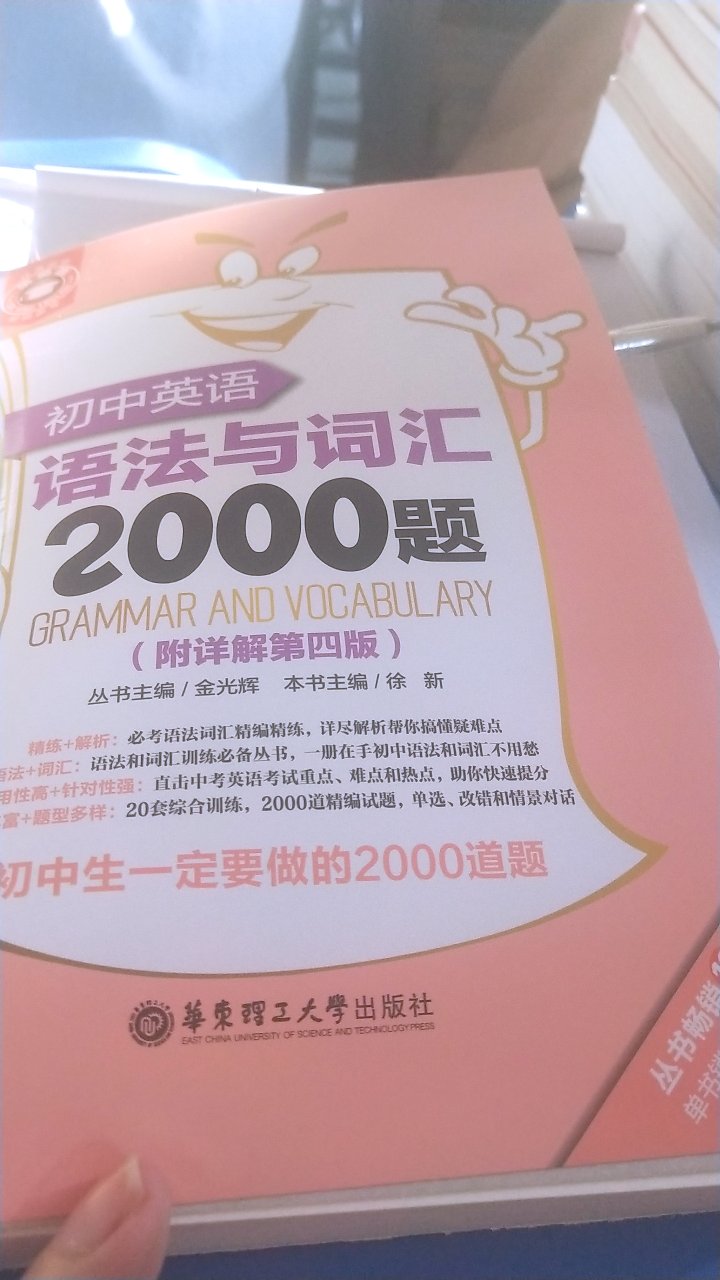 初中英语
语法与词汇
2000题
GRAMMAR AND VOCABULARY
(附详解第四版)
丛书主编/金光辉 本书主编/徐 新
精练+解析:必考语法词汇精编精练,详尽解析帮你搞懂疑难点
语法+词汇:语法和词汇训练必备丛书,一册在手初中语法和词汇不用愁
用性高+针对性强:直击中考英语考试重点、难点和热点,助你快速提分
富+题型多样:20套综合训练,2000道精编试题,单选、改错和情景对话
初中生一定要做的2000道题
華東理工大學出版社
EAST CHINA UNIVERSITY OF SCIENCE AND TECHNOLOGY PRESS
丛书畅销
单书销